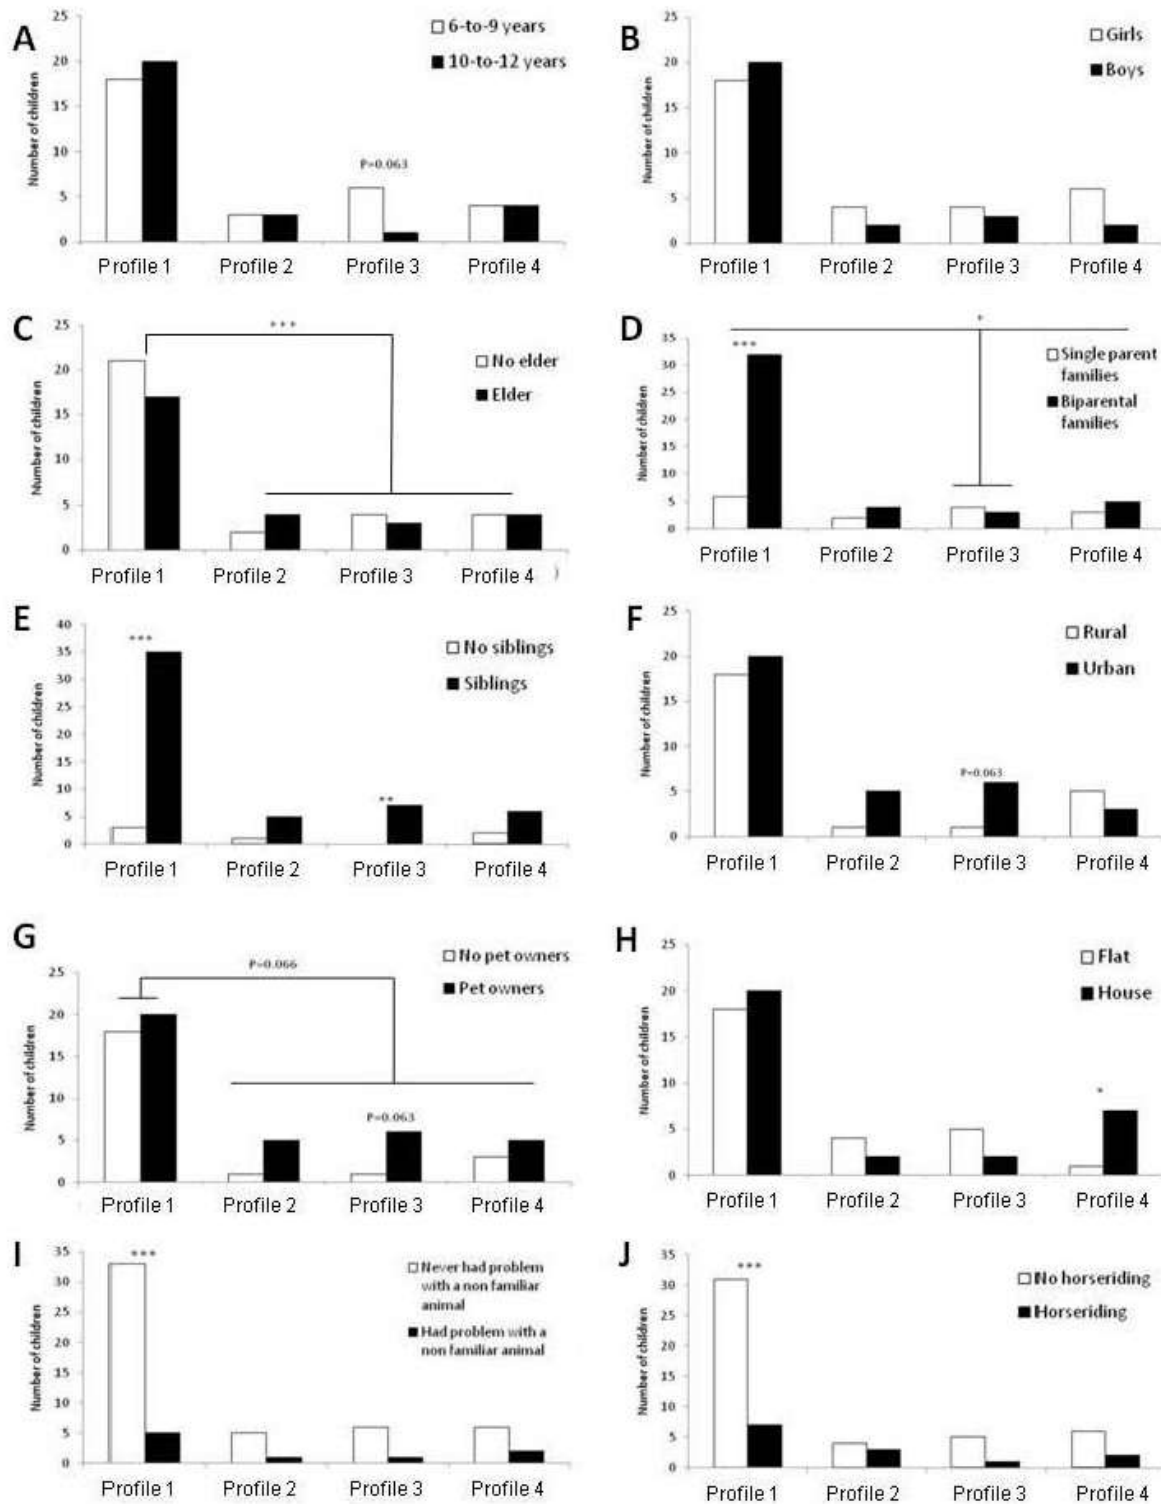 A
Number of children
25
20
15
10
5
0
6-to-9 years
10-to-12 years
P=0.063
Profile 1 Profile 2 Profile 3 Profile 4
B
Number of children
25
20
15
10
5
0
Girls
Boys
Profile 1 Profile 2 Profile 3 Profile 4
C
Number of children
25
20
15
10
5
0
***
No elder
Elder
Profile 1 Profile 2 Profile 3 Profile 4 )
D
Number of children
35
30
25
20
15
10
5
0
*
***
Single parent
families
Biparental
families
Profile 1 Profile 2 Profile 3 Profile 4
E
Number of children
40
35
30
25
20
15
10
5
0
***
**
No siblings
Siblings
Profile 1 Profile 2 Profile 3 Profile 4
F
Number of children
25
20
15
10
5
0
Rural
Urban
P=0.063
Profile 1 Profile 2 Profile 3 Profile 4
G
Number of children
25
20
15
10
5
0
P=0.066
No pet owners
Pet owners
P=0.063
Profile 1 Profile 2 Profile 3 Profile 4
H
Number of children
25
20
15
10
5
0
Flat
House
*
Profile 1 Profile 2 Profile 3 Profile 4
I
Number of children
35
30
25
20
15
10
5
0
***
Never had problem
with a non familiar
animal
Had problem with a
non familiar animal
Profile 1 Profile 2 Profile 3 Profile 4
J
Number of children
35
30
25
20
15
10
5
0
***
No horseriding
Horseriding
Profile 1 Profile 2 Profile 3 Profile 4